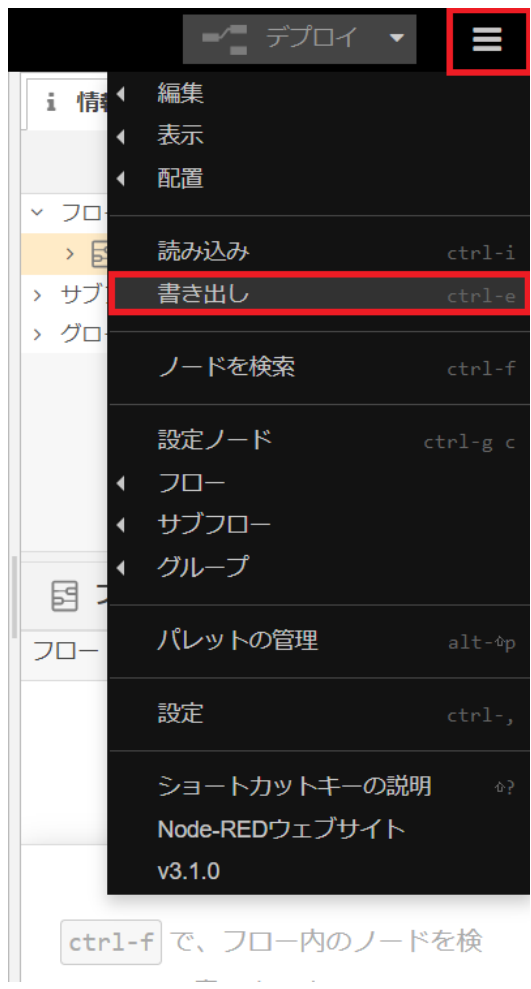 デプロイ
i 情報
編集
表示
配置
フロー
読み込み ctrl-i
書き出し ctrl-e
サブ
グロー
ノードを検索 ctrl-f
設定ノード ctrl-g c
フロー
サブフロー
グループ
フロー
パレットの管理 alt-⇧p
設定 ctrl-,
ショートカットキーの説明 ⇧?
Node-REDウェブサイト
v3.1.0
ctrl-f で、フロー内のノードを検